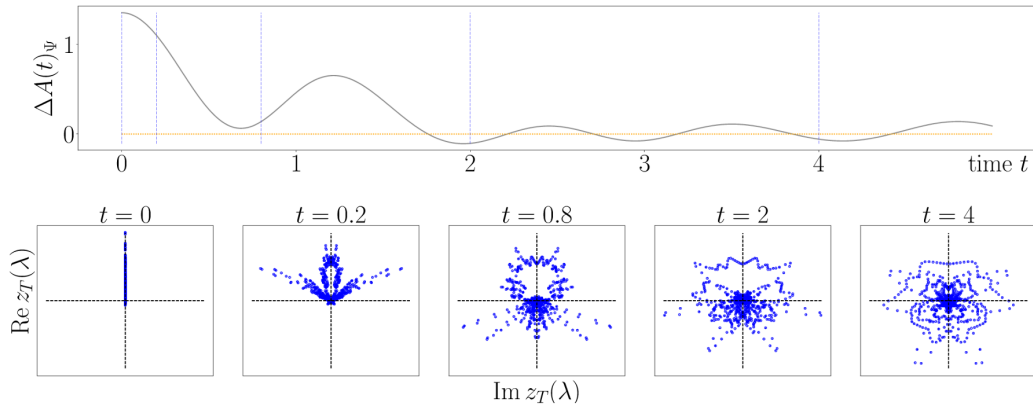 ΔA(t)_Ψ
1
0
0 1 2 3 4 time t
t = 0 t = 0.2 t = 0.8 t = 2 t = 4
Re z_T(λ)
Im z_T(λ)